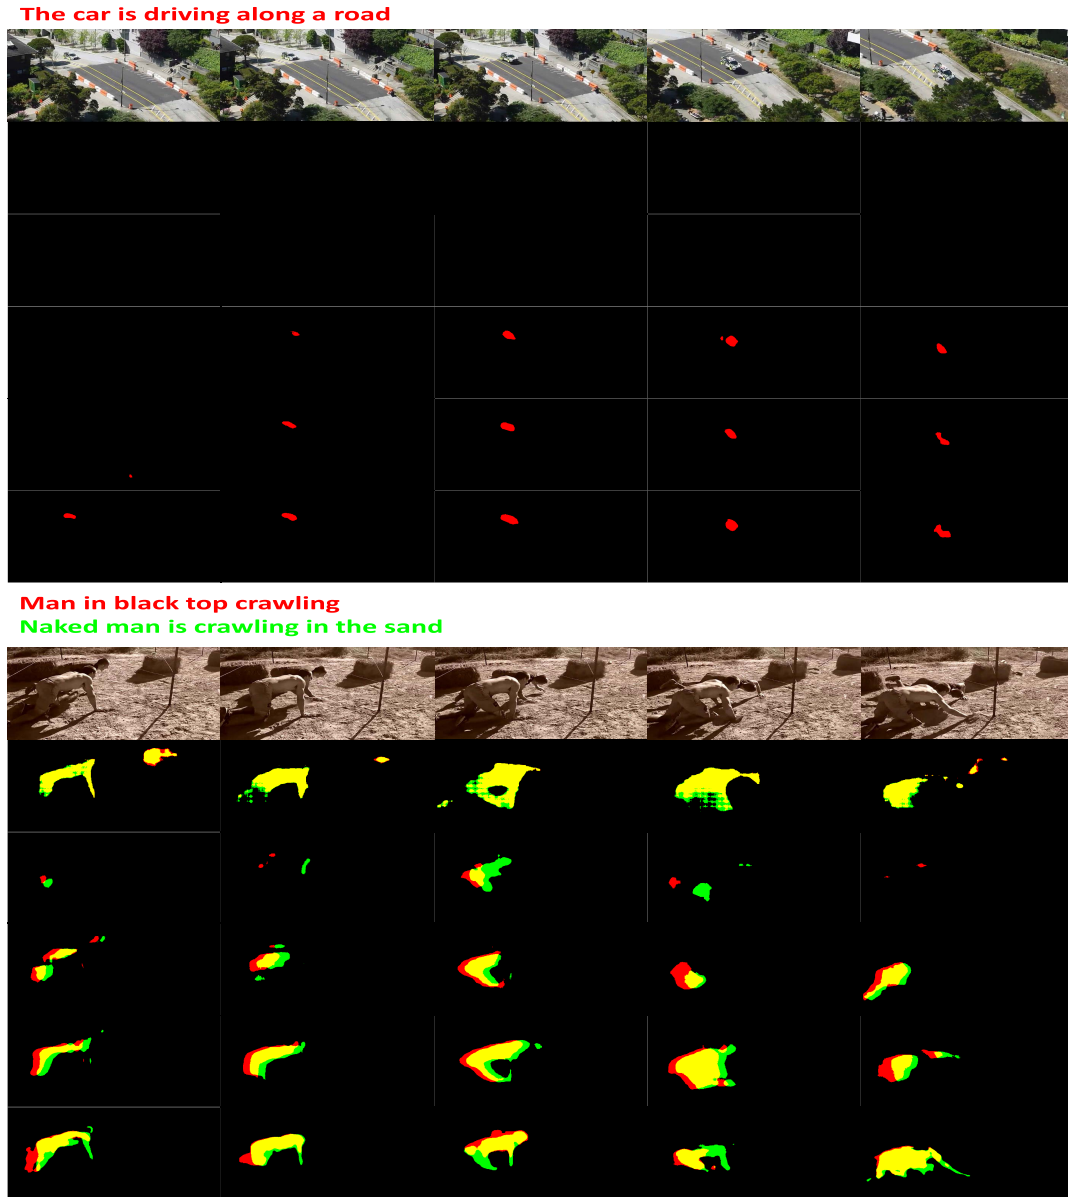 The car is driving along a road
Man in black top crawling
Naked man is crawling in the sand